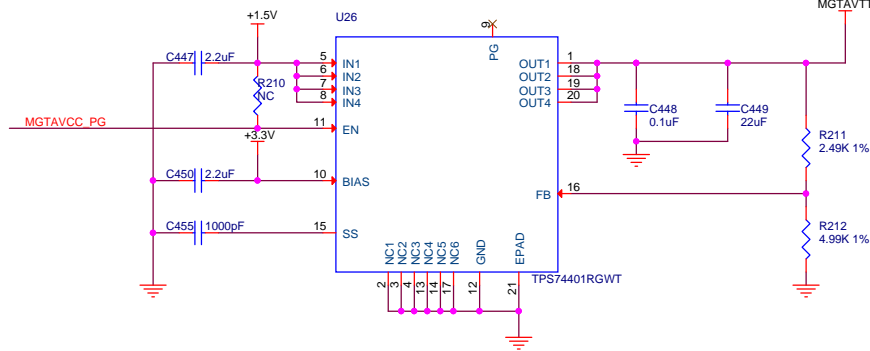 MGTAVTT
+1.5V
U26
9
PG
C447 2.2uF
5 IN1
6 IN2
7 IN3
8 IN4
OUT1 1
OUT2 18
OUT3 19
OUT4 20
R210
NC
C448
0.1uF
C449
22uF
MGTAVCC_PG
11 EN
+3.3V
R211
2.49K 1%
C450 2.2uF
10 BIAS
FB 16
C455 1000pF
15 SS
R212
4.99K 1%
NC1 NC2 NC3 NC4 NC5 NC6 GND EPAD
TPS74401RGWT
2 3 4 13 14 17 12 21